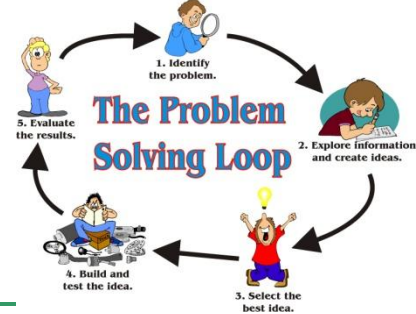 The Problem
Solving Loop
1. Identify
the problem.
2. Explore information
and create ideas.
3. Select the
best idea.
4. Build and
test the idea.
5. Evaluate
the results.